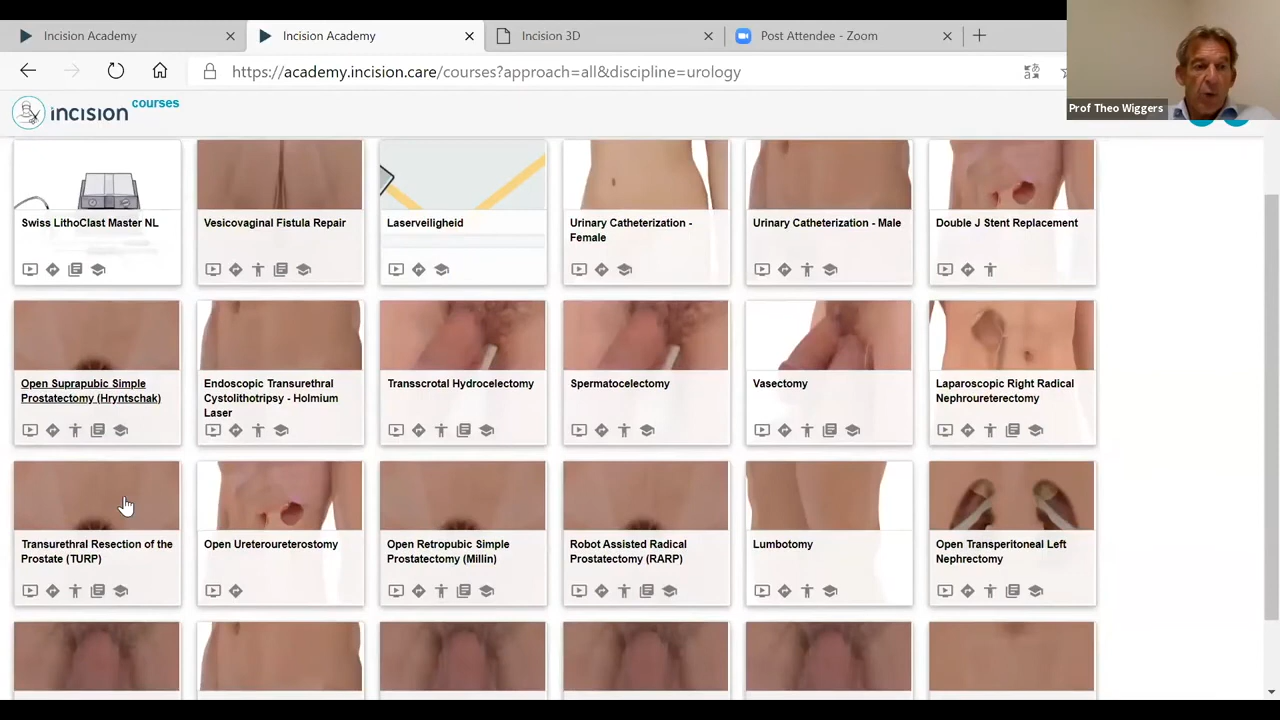 Incision Academy
Incision Academy
Incision 3D
Post Attendee - Zoom
https://academy.incision.care/courses?approach=all&discipline=urology
Prof Theo Wiggers
incision courses
Swiss LithoClast Master NL
Vesicovaginal Fistula Repair
Laserveiligheid
Urinary Catheterization -
Female
Urinary Catheterization - Male
Double J Stent Replacement
Open Suprapubic Simple
Prostatectomy (Hryntschak)
Endoscopic Transurethral
Cystolithotripsy - Holmium
Laser
Transscrotal Hydrocelectomy
Spermatocelectomy
Vasectomy
Laparoscopic Right Radical
Nephroureterectomy
Transurethral Resection of the
Prostate (TURP)
Open Ureteroureterostomy
Open Retropubic Simple
Prostatectomy (Millin)
Robot Assisted Radical
Prostatectomy (RARP)
Lumbotomy
Open Transperitoneal Left
Nephrectomy